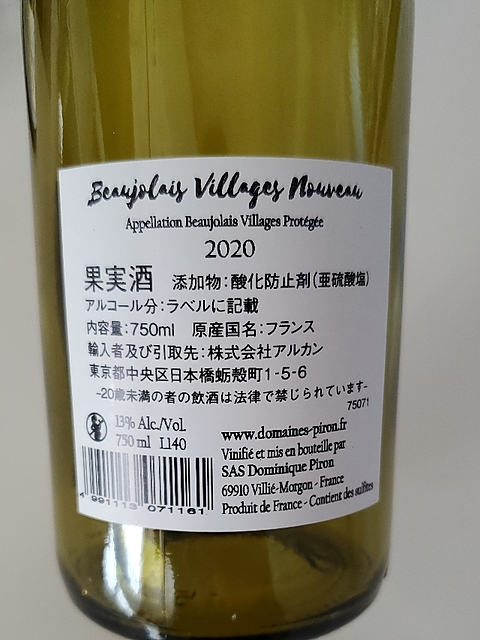 Beaujolais Villages Nouveau
Appellation Beaujolais Villages Protégée
2020
果実酒 添加物:酸化防止剤(亜硫酸塩)
アルコール分:ラベルに記載
内容量:750ml 原産国名:フランス
輸入者及び引取先:株式会社アルカン
東京都中央区日本橋蛎殻町1-5-6
-20歳未満の者の飲酒は法律で禁じられています-
75071
13% Alc./Vol.
750 ml L140
www.domaines-piron.fr
Vinifié et mis en bouteille par
SAS Dominique Piron
69910 Villié-Morgon - France
Produit de France - Contient des sulfites
4 991113 071161